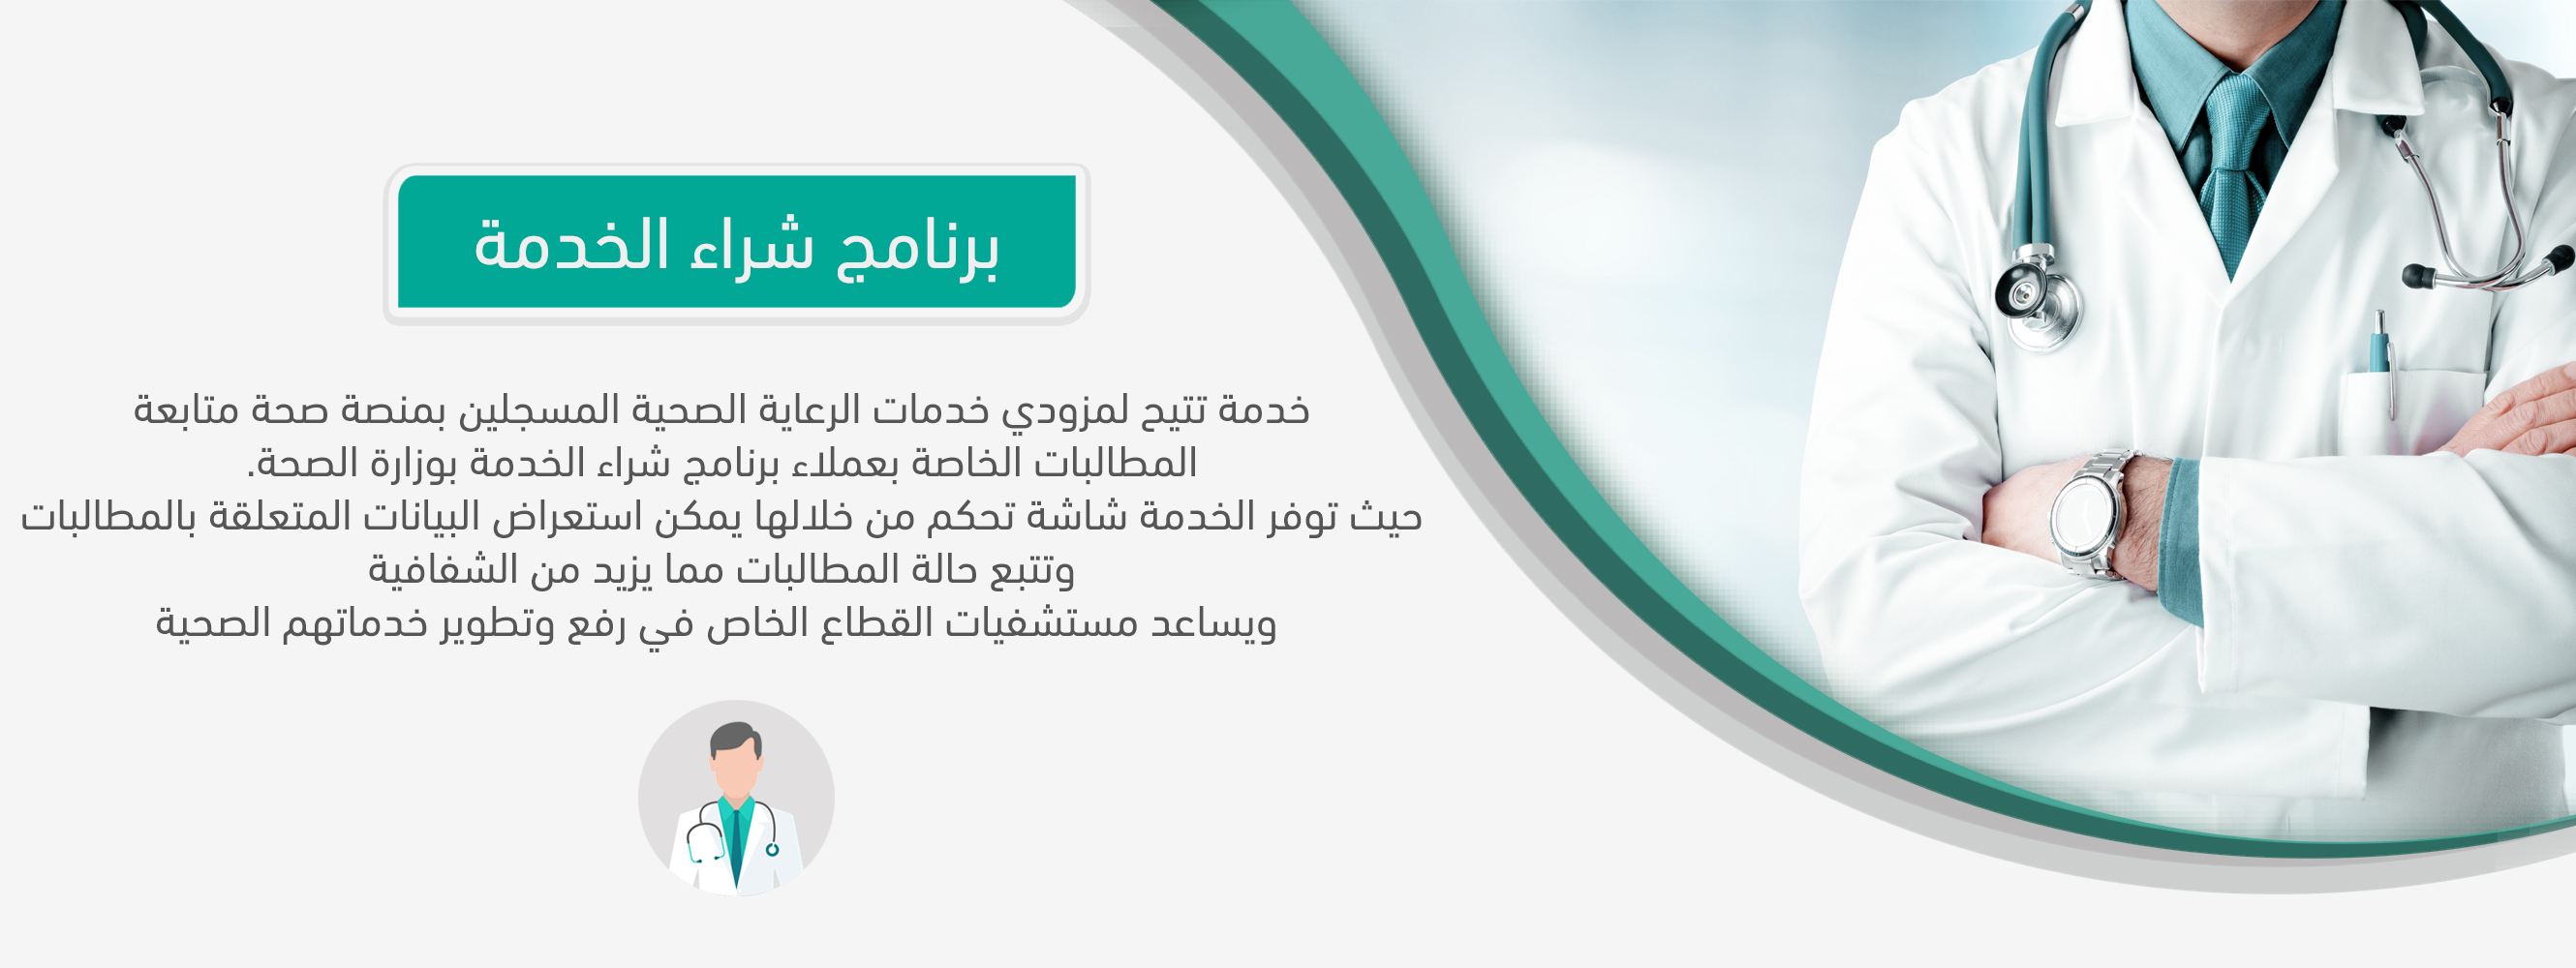 برنامج شراء الخدمة
خدمة تتيح لمزودي خدمات الرعاية الصحية المسجلين بمنصة صحة متابعة
المطالبات الخاصة بعملاء برنامج شراء الخدمة بوزارة الصحة.
حيث توفر الخدمة شاشة تحكم من خلالها يمكن استعراض البيانات المتعلقة بالمطالبات
وتتبع حالة المطالبات مما يزيد من الشفافية
ويساعد مستشفيات القطاع الخاص في رفع وتطوير خدماتهم الصحية